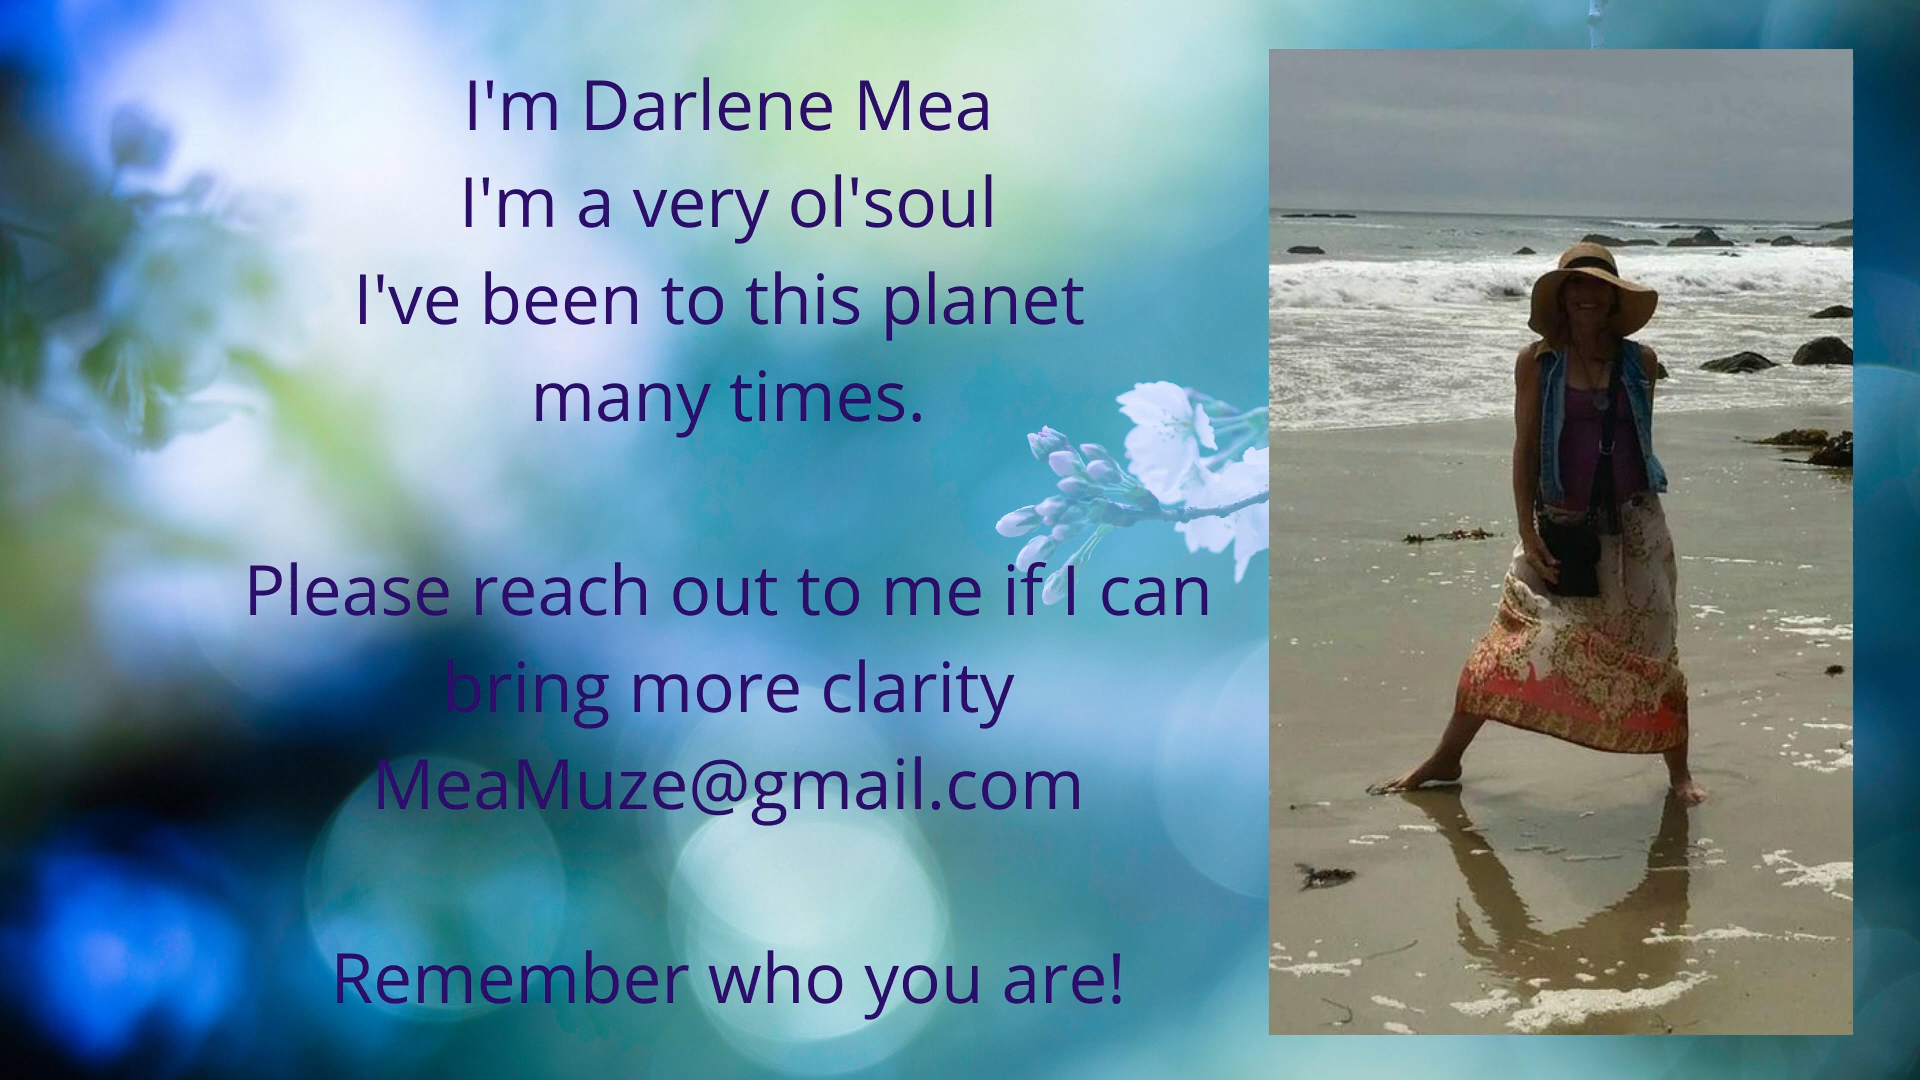 I'm Darlene Mea
I'm a very ol'soul
I've been to this planet
many times.
Please reach out to me if I can
bring more clarity
MeaMuze@gmail.com
Remember who you are!